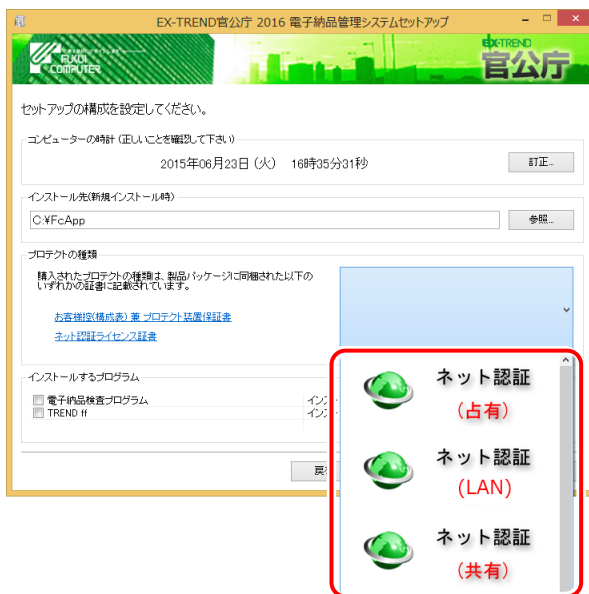 EX-TREND官公庁 2016 電子納品管理システムセットアップ
FUKUI
COMPUTER
EX-TREND
官公庁
セットアップの構成を設定してください。
コンピューターの時計 (正しいことを確認して下さい)
2015年06月23日 (火) 16時35分31秒
訂正...
インストール先(新規インストール時)
C:¥FcApp
参照...
プロテクトの種類
購入されたプロテクトの種類は、製品パッケージに同梱された以下の
いずれかの証書に記載されています。
お客様控(構成表) 兼 プロテクト装置保証書
ネット認証ライセンス証書
インストールするプログラム
電子納品検査プログラム
TREND ff
ネット認証
(占有)
ネット認証
(LAN)
ネット認証
(共有)